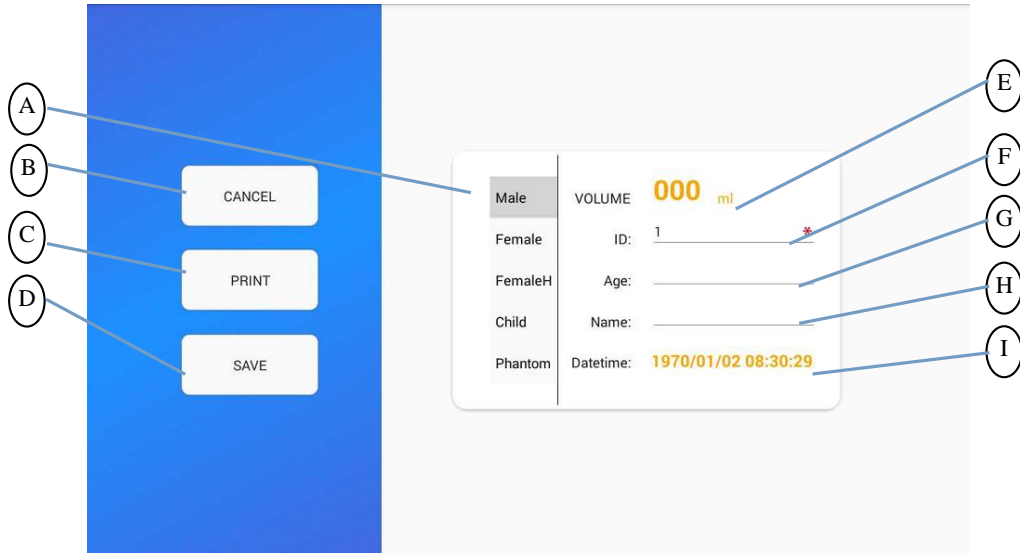 A
B
C
D
CANCEL
PRINT
SAVE
Male
Female
FemaleH
Child
Phantom
VOLUME 000 ml
ID: 1 *
Age:
Name:
Datetime: 1970/01/02 08:30:29
E
F
G
H
I